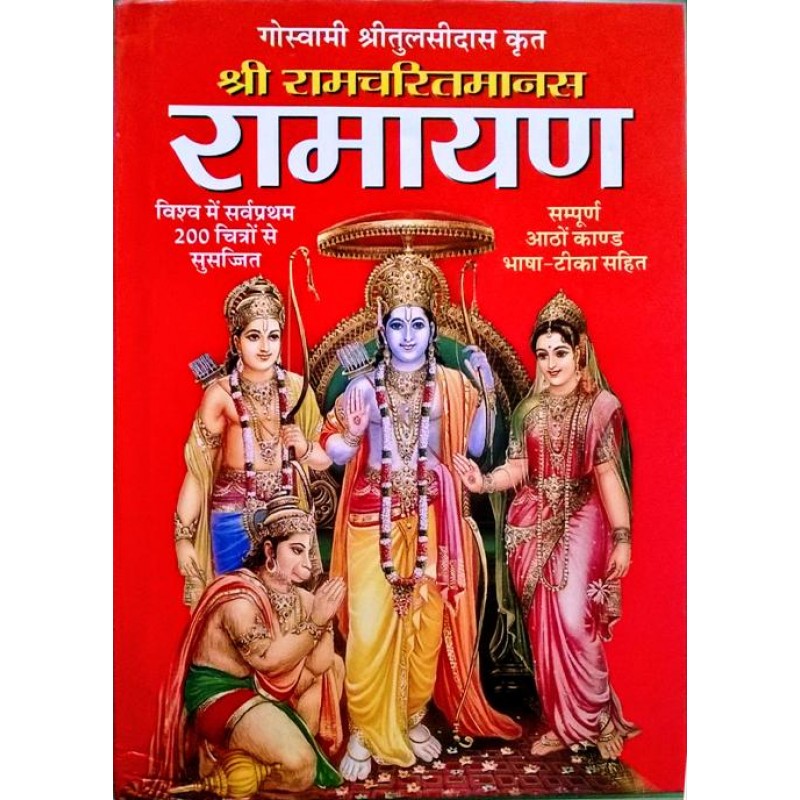 गोस्वामी श्रीतुलसीदास कृत
श्री रामचरितमानस
रामायण
विश्व में सर्वप्रथम
200 चित्रों से
सुसज्जित
सम्पूर्ण
आठों काण्ड
भाषा-टीका सहित